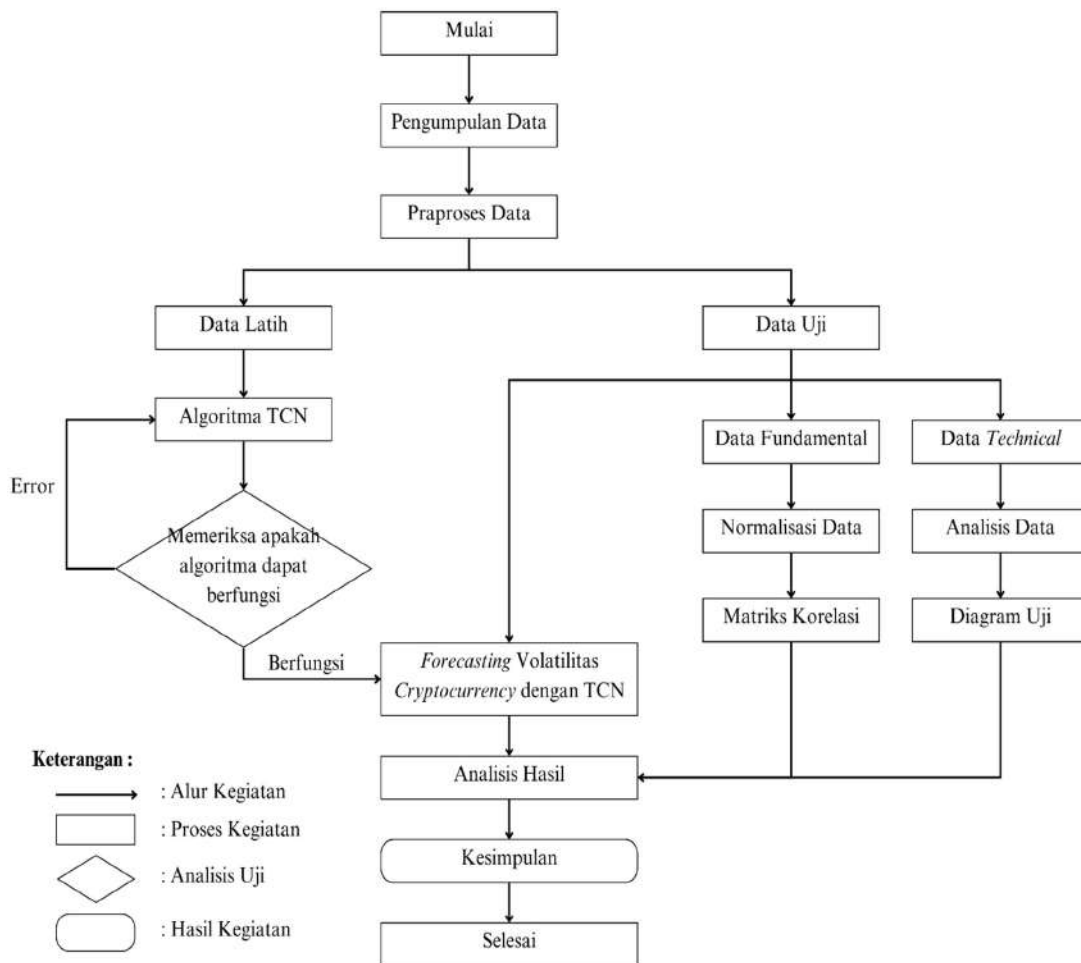 Mulai
Pengumpulan Data
Praproses Data
Data Latih
Data Uji
Algoritma TCN
Data Fundamental
Data Technical
Error
Memeriksa apakah
algoritma dapat
berfungsi
Normalisasi Data
Analisis Data
Matriks Korelasi
Diagram Uji
Berfungsi
Forecasting Volatilitas
Cryptocurrency dengan TCN
Analisis Hasil
Kesimpulan
Selesai
Keterangan :
: Alur Kegiatan
: Proses Kegiatan
: Analisis Uji
: Hasil Kegiatan